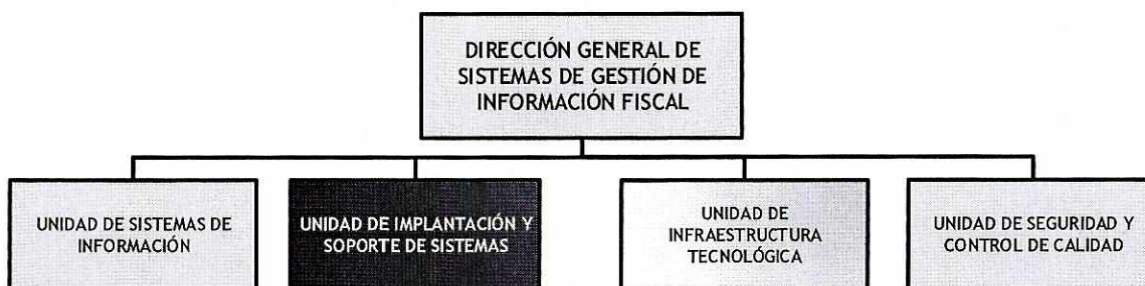 DIRECCIÓN GENERAL DE
SISTEMAS DE GESTIÓN DE
INFORMACIÓN FISCAL
UNIDAD DE SISTEMAS DE
INFORMACIÓN
UNIDAD DE IMPLANTACIÓN Y
SOPORTE DE SISTEMAS
UNIDAD DE
INFRAESTRUCTURA
TECNOLÓGICA
UNIDAD DE SEGURIDAD Y
CONTROL DE CALIDAD